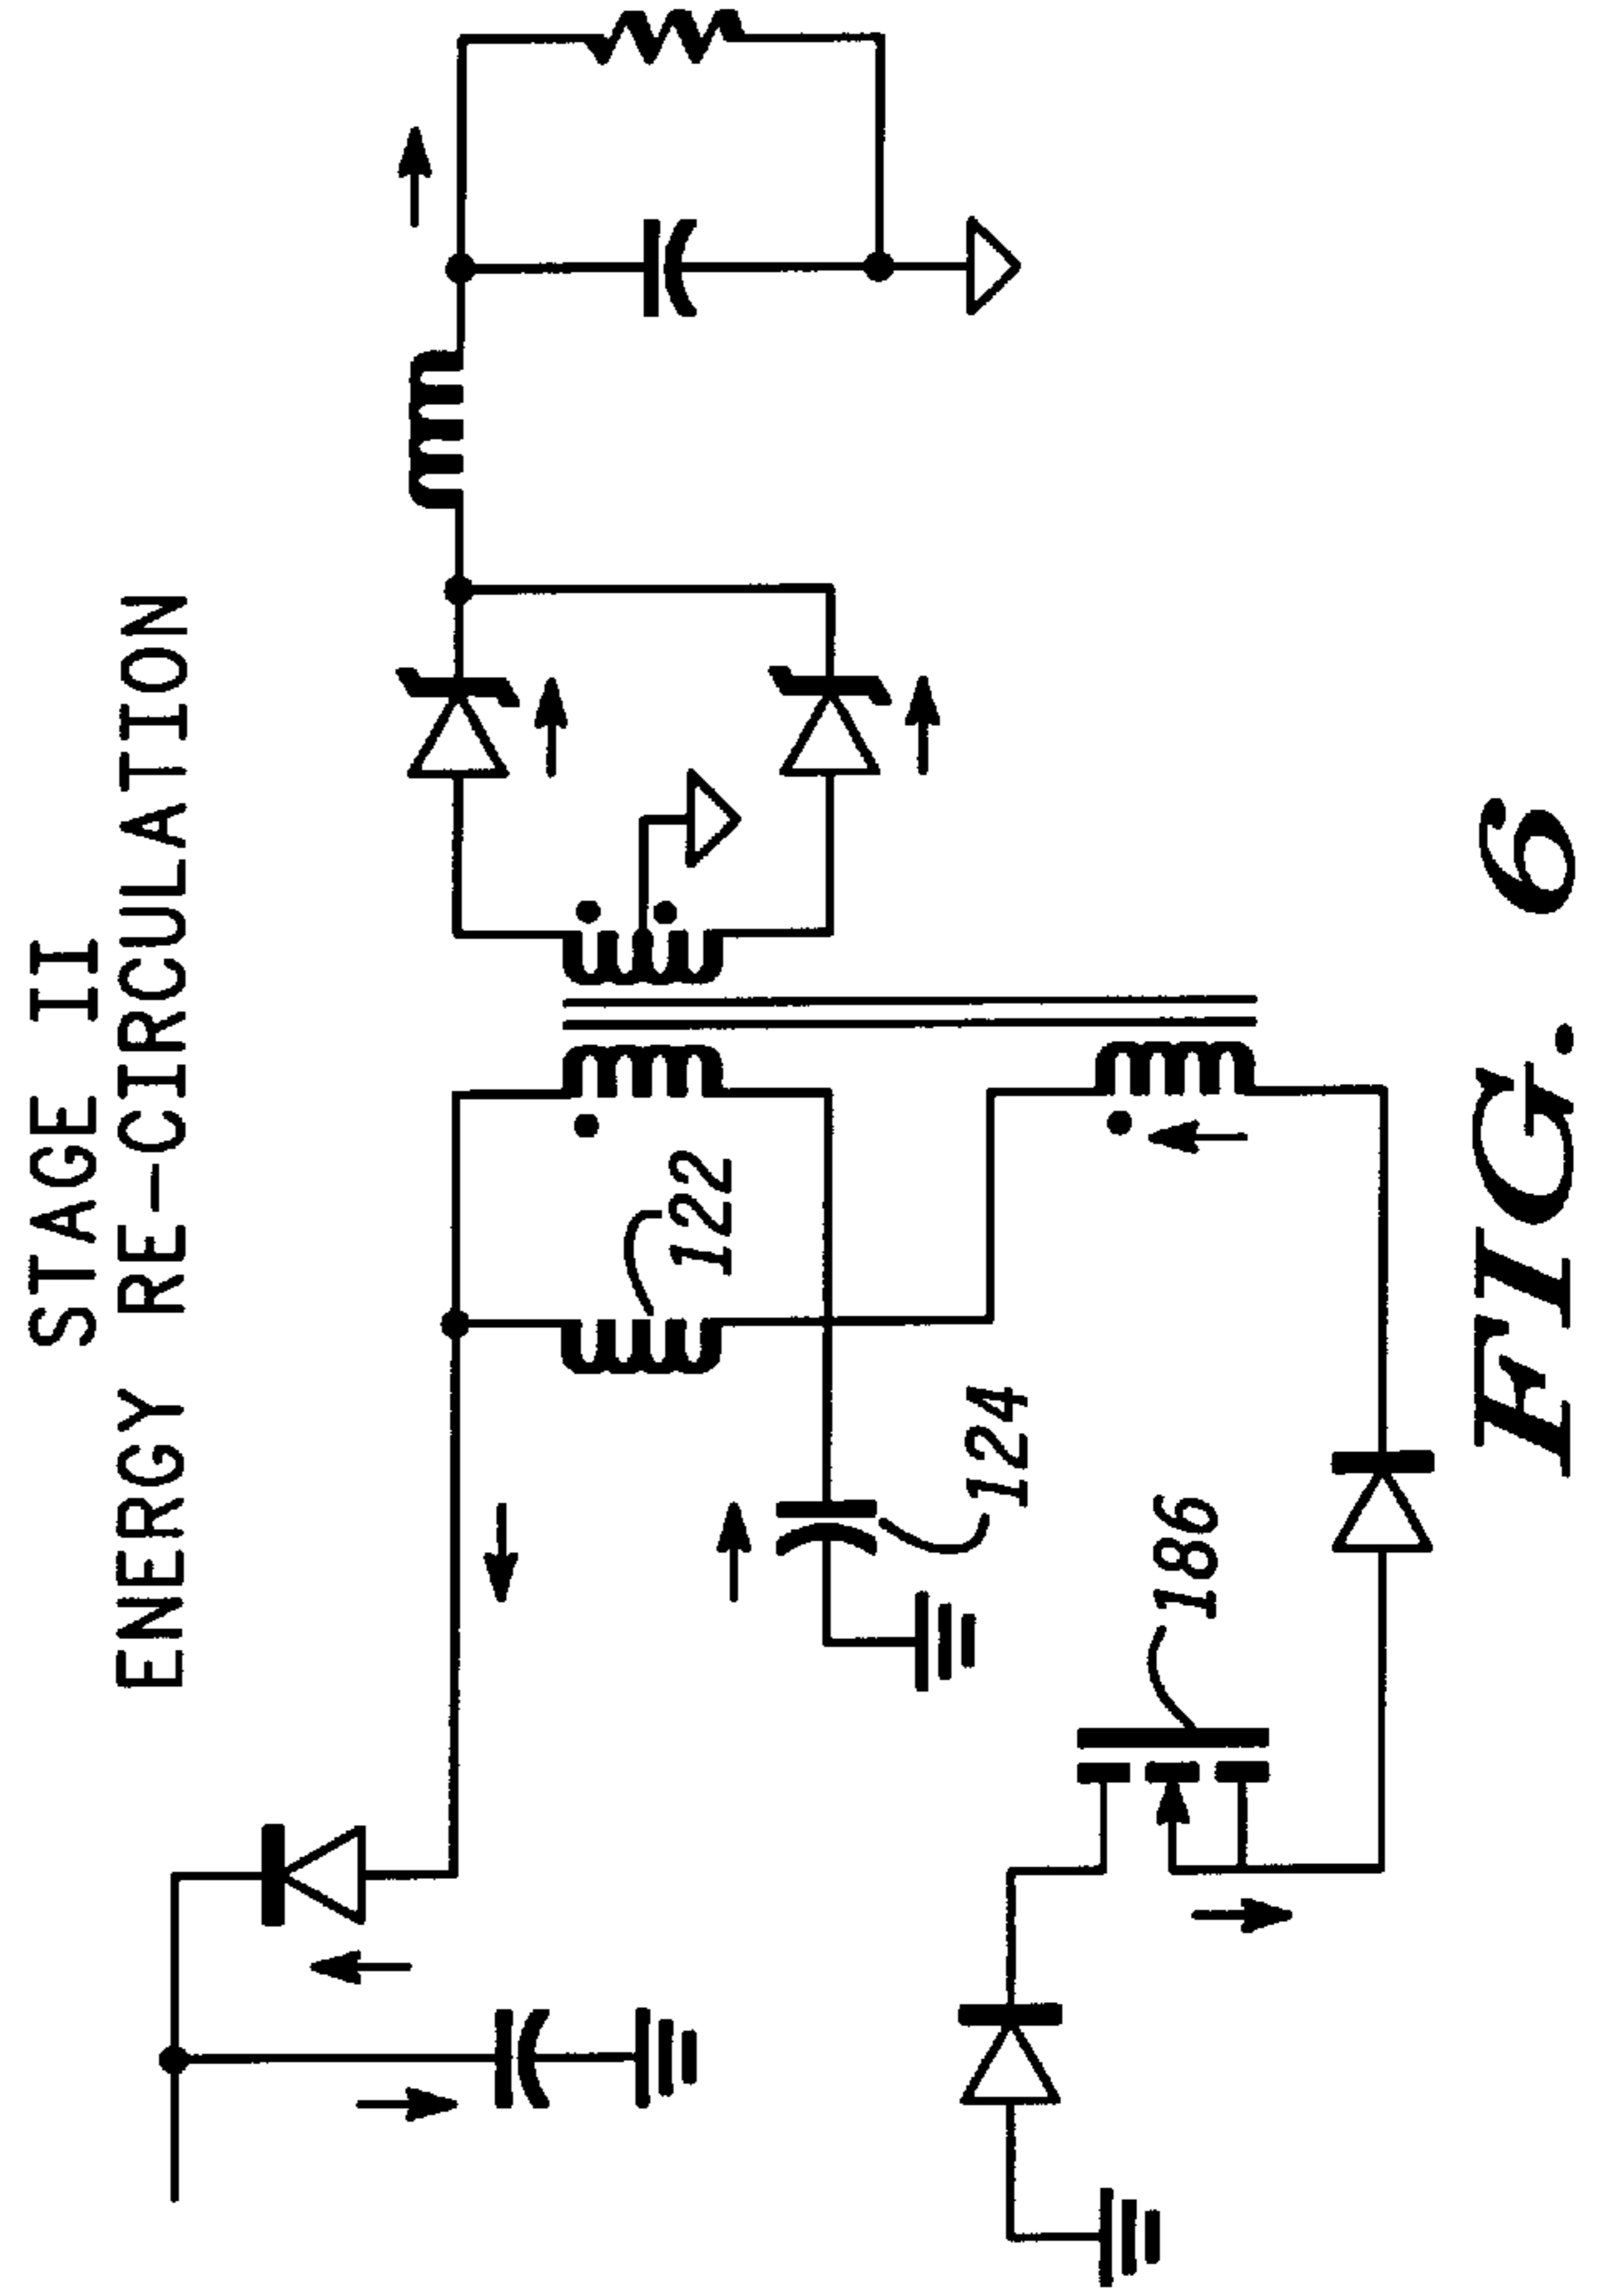 STAGE II
ENERGY RE-CIRCULATION
122
124
186
FIG. 6